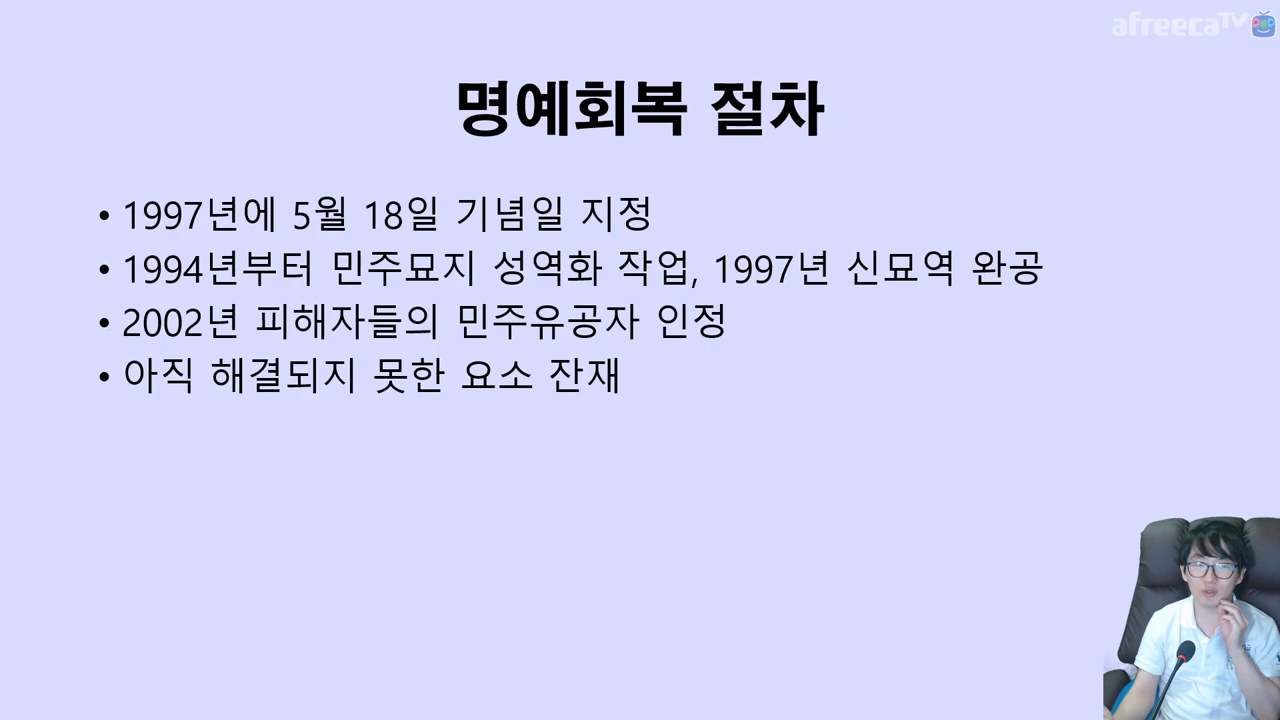 afreecaTV
명예회복 절차
• 1997년에 5월 18일 기념일 지정
• 1994년부터 민주묘지 성역화 작업, 1997년 신묘역 완공
• 2002년 피해자들의 민주유공자 인정
• 아직 해결되지 못한 요소 잔재